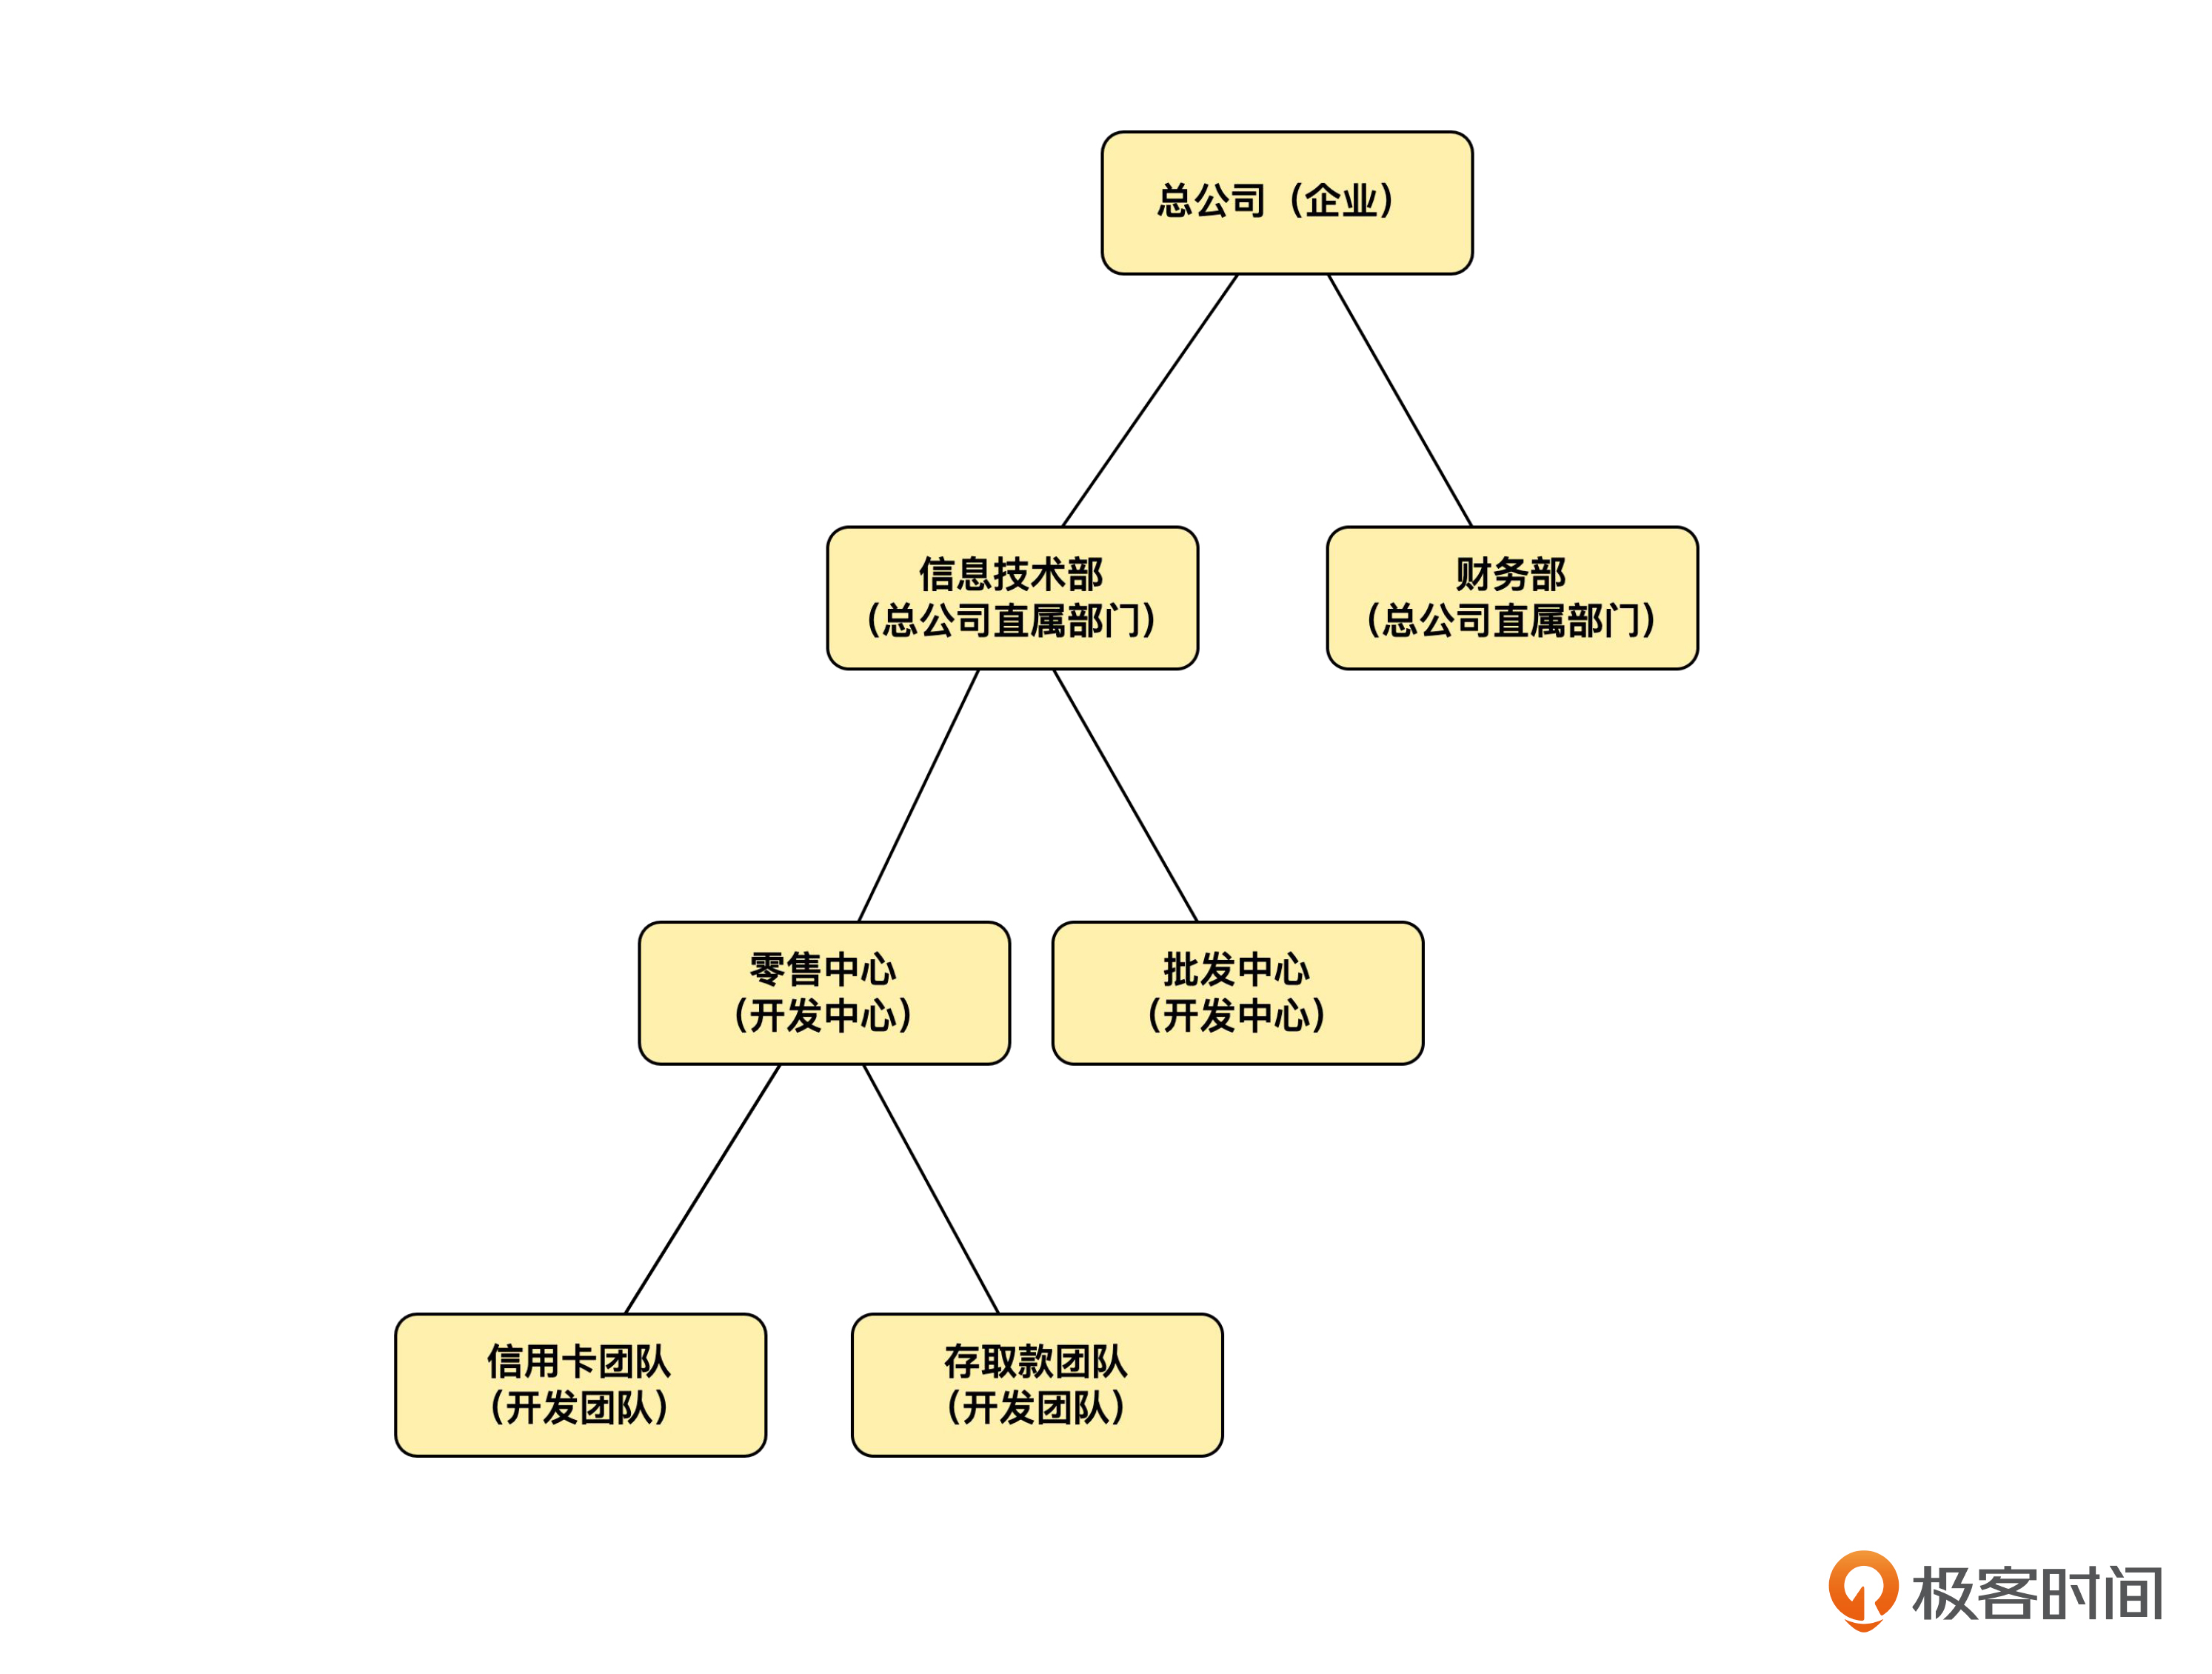 总公司（企业）
信息技术部
（总公司直属部门）
财务部
（总公司直属部门）
零售中心
（开发中心）
批发中心
（开发中心）
信用卡团队
（开发团队）
存取款团队
（开发团队）
极客时间